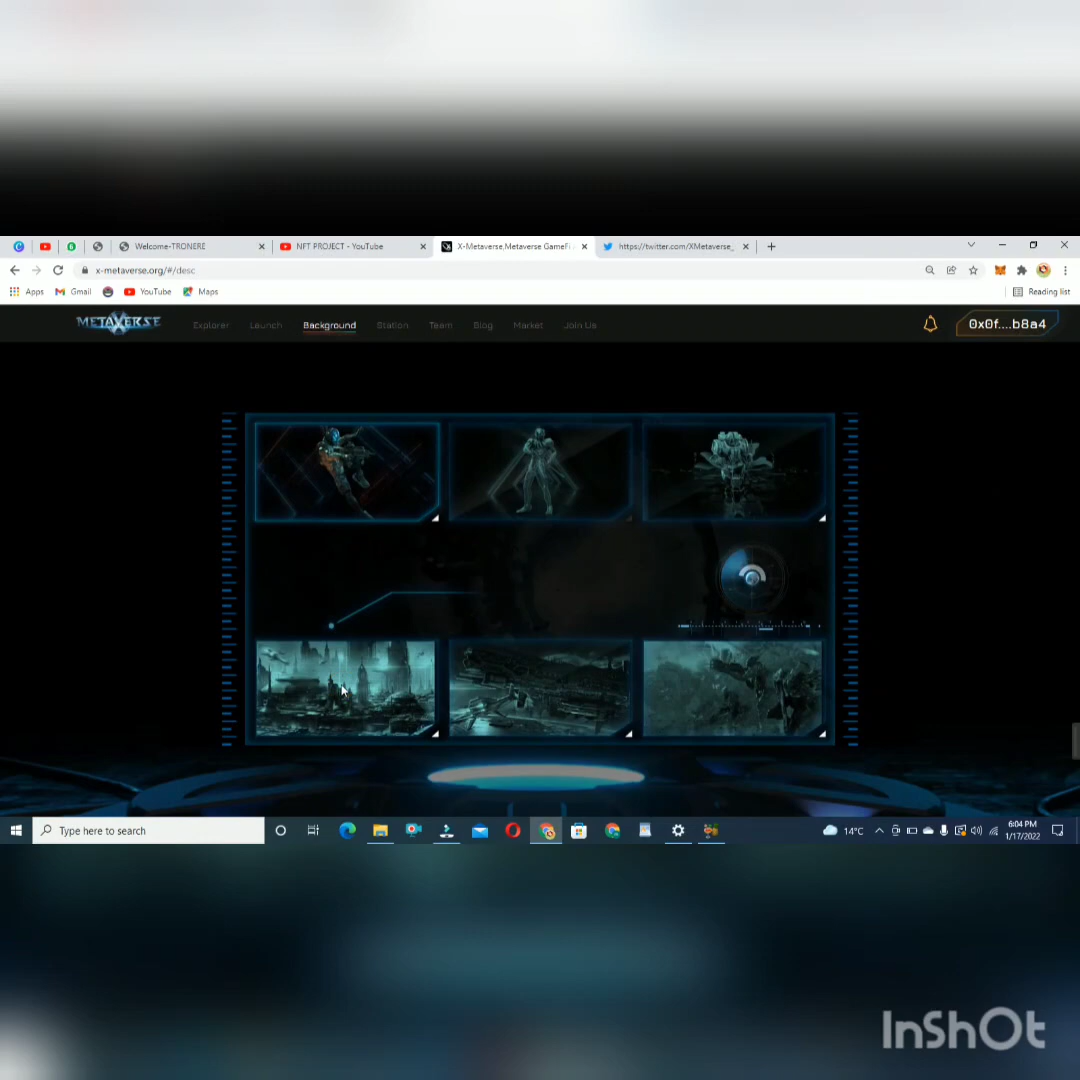 Welcome-TRONERE
NFT PROJECT - YouTube
X-Metaverse,Metaverse GameFi
https://twitter.com/XMetaverse_
x-metaverse.org/#/desc
Apps
Gmail
YouTube
Maps
Reading list
METAVERSE
Explorer
Launch
Background
Station
Team
Blog
Market
Join Us
0x0f....b8a4
Type here to search
14°C
6:04 PM
1/17/2022
InShOt